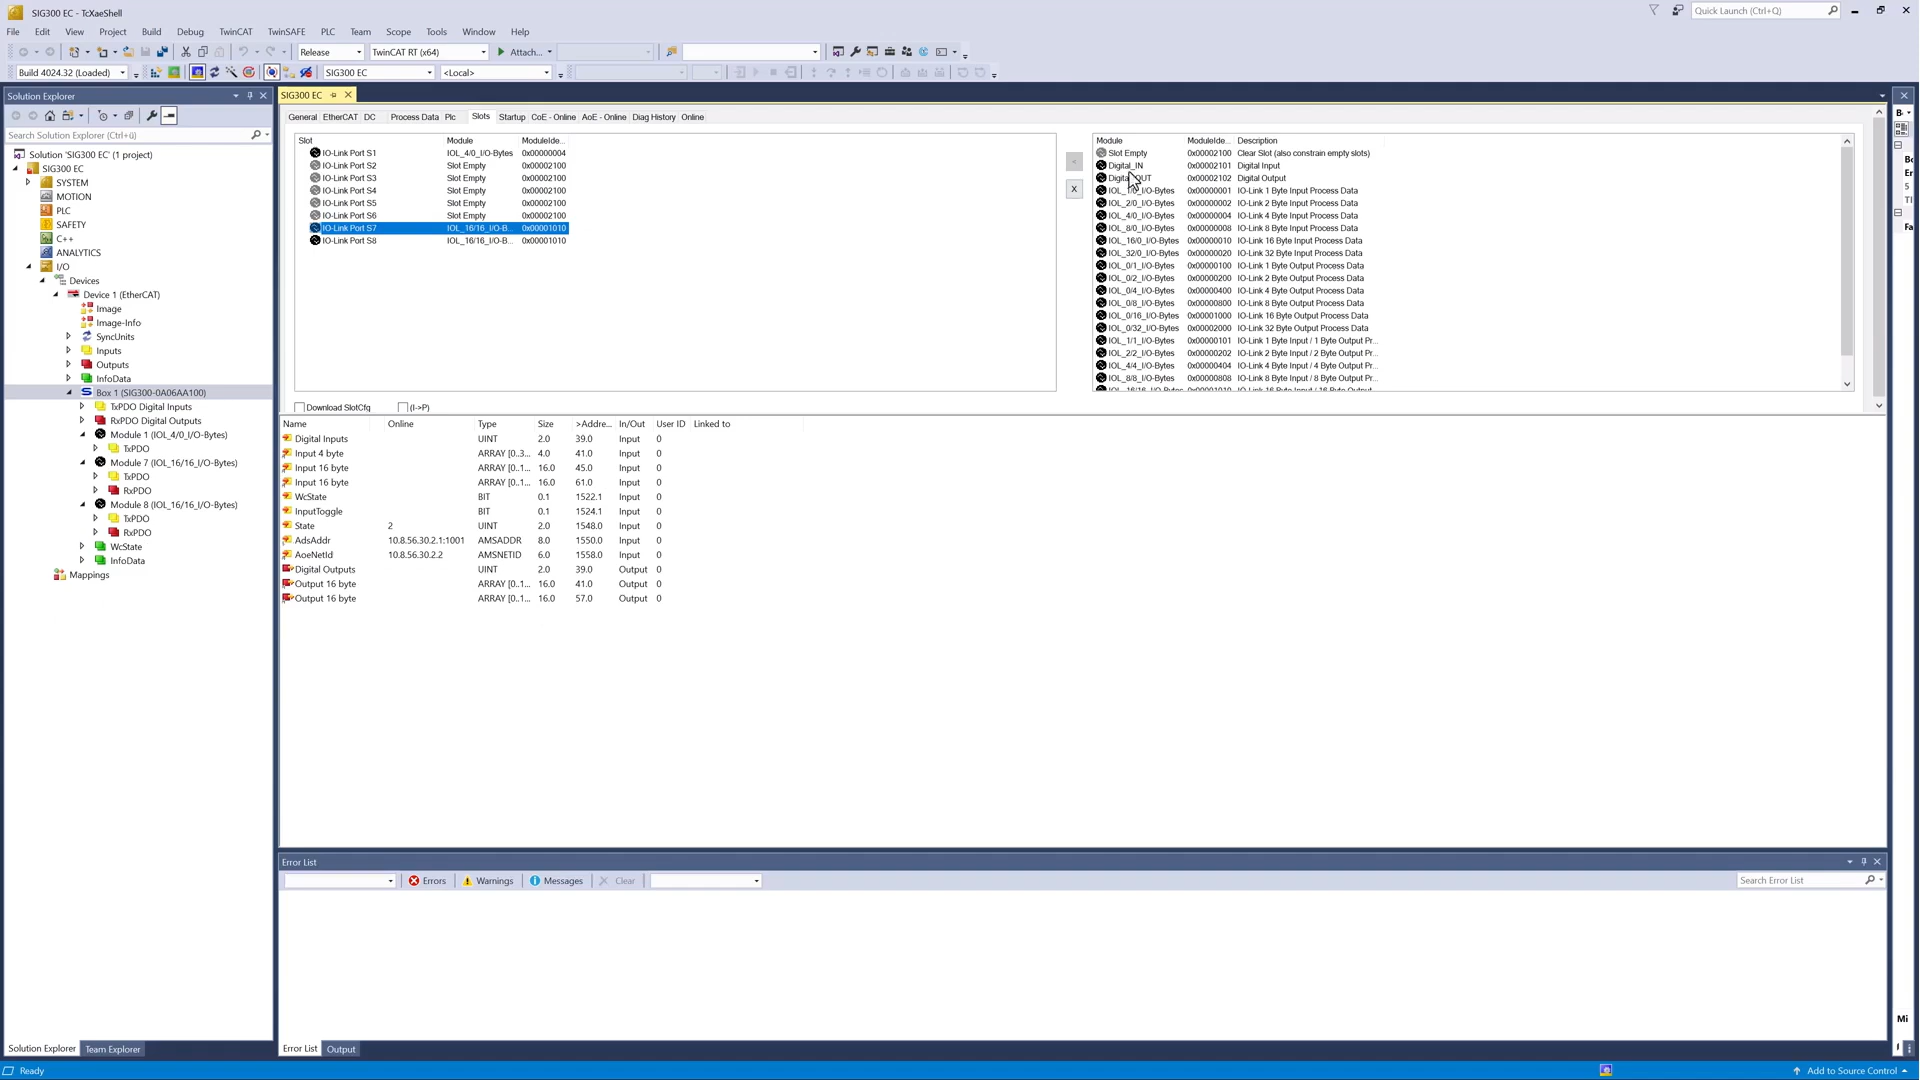 SIG300 EC - TcXaeShell
Quick Launch (Ctrl+Q)
File Edit View Project Build Debug TwinCAT TwinSAFE PLC Team Scope Tools Window Help
Release TwinCAT RT (x64) Attach...
Build 4024.32 (Loaded) SIG300 EC <Local>
Solution Explorer
Search Solution Explorer (Ctrl+ü)
Solution 'SIG300 EC' (1 project)
SIG300 EC
SYSTEM
MOTION
PLC
SAFETY
C++
ANALYTICS
I/O
Devices
Device 1 (EtherCAT)
Image
Image-Info
SyncUnits
Inputs
Outputs
InfoData
Box 1 (SIG300-0A06AA100)
TxPDO Digital Inputs
RxPDO Digital Outputs
Module 1 (IOL_4/0_I/O-Bytes)
TxPDO
Module 7 (IOL_16/16_I/O-Bytes)
TxPDO
RxPDO
Module 8 (IOL_16/16_I/O-Bytes)
TxPDO
RxPDO
WcState
InfoData
Mappings
Solution Explorer Team Explorer
SIG300 EC
General EtherCAT DC Process Data Plc Slots Startup CoE - Online AoE - Online Diag History Online
Slot Module ModuleIde...
IO-Link Port S1 IOL_4/0_I/O-Bytes 0x00000004
IO-Link Port S2 Slot Empty 0x00002100
IO-Link Port S3 Slot Empty 0x00002100
IO-Link Port S4 Slot Empty 0x00002100
IO-Link Port S5 Slot Empty 0x00002100
IO-Link Port S6 Slot Empty 0x00002100
IO-Link Port S7 IOL_16/16_I/O-B... 0x00001010
IO-Link Port S8 IOL_16/16_I/O-B... 0x00001010
<
X
Module ModuleIde... Description
Slot Empty 0x00002100 Clear Slot (also constrain empty slots)
Digital_IN 0x00002101 Digital Input
0x00002102 Digital Output
IOL_1/0_I/O-Bytes 0x00000001 IO-Link 1 Byte Input Process Data
IOL_2/0_I/O-Bytes 0x00000002 IO-Link 2 Byte Input Process Data
IOL_4/0_I/O-Bytes 0x00000004 IO-Link 4 Byte Input Process Data
IOL_8/0_I/O-Bytes 0x00000008 IO-Link 8 Byte Input Process Data
IOL_16/0_I/O-Bytes 0x00000010 IO-Link 16 Byte Input Process Data
IOL_32/0_I/O-Bytes 0x00000020 IO-Link 32 Byte Input Process Data
IOL_0/1_I/O-Bytes 0x00000100 IO-Link 1 Byte Output Process Data
IOL_0/2_I/O-Bytes 0x00000200 IO-Link 2 Byte Output Process Data
IOL_0/4_I/O-Bytes 0x00000400 IO-Link 4 Byte Output Process Data
IOL_0/8_I/O-Bytes 0x00000800 IO-Link 8 Byte Output Process Data
IOL_0/16_I/O-Bytes 0x00001000 IO-Link 16 Byte Output Process Data
IOL_0/32_I/O-Bytes 0x00002000 IO-Link 32 Byte Output Process Data
IOL_1/1_I/O-Bytes 0x00000101 IO-Link 1 Byte Input / 1 Byte Output Pr...
IOL_2/2_I/O-Bytes 0x00000202 IO-Link 2 Byte Input / 2 Byte Output Pr...
IOL_4/4_I/O-Bytes 0x00000404 IO-Link 4 Byte Input / 4 Byte Output Pr...
IOL_8/8_I/O-Bytes 0x00000808 IO-Link 8 Byte Input / 8 Byte Output Pr...
Download SlotCfg (I->P)
Name Online Type Size >Addre... In/Out User ID Linked to
Digital Inputs UINT 2.0 39.0 Input 0
Input 4 byte ARRAY [0..3... 4.0 41.0 Input 0
Input 16 byte ARRAY [0..1... 16.0 45.0 Input 0
Input 16 byte ARRAY [0..1... 16.0 61.0 Input 0
WcState BIT 0.1 1522.1 Input 0
InputToggle BIT 0.1 1524.1 Input 0
State 2 UINT 2.0 1548.0 Input 0
AdsAddr 10.8.56.30.2.1:1001 AMSADDR 8.0 1550.0 Input 0
AoeNetId 10.8.56.30.2.2 AMSNETID 6.0 1558.0 Input 0
Digital Outputs UINT 2.0 39.0 Output 0
Output 16 byte ARRAY [0..1... 16.0 41.0 Output 0
Output 16 byte ARRAY [0..1... 16.0 57.0 Output 0
Error List
Errors Warnings Messages Clear
Search Error List
Error List Output
Ready
Add to Source Control